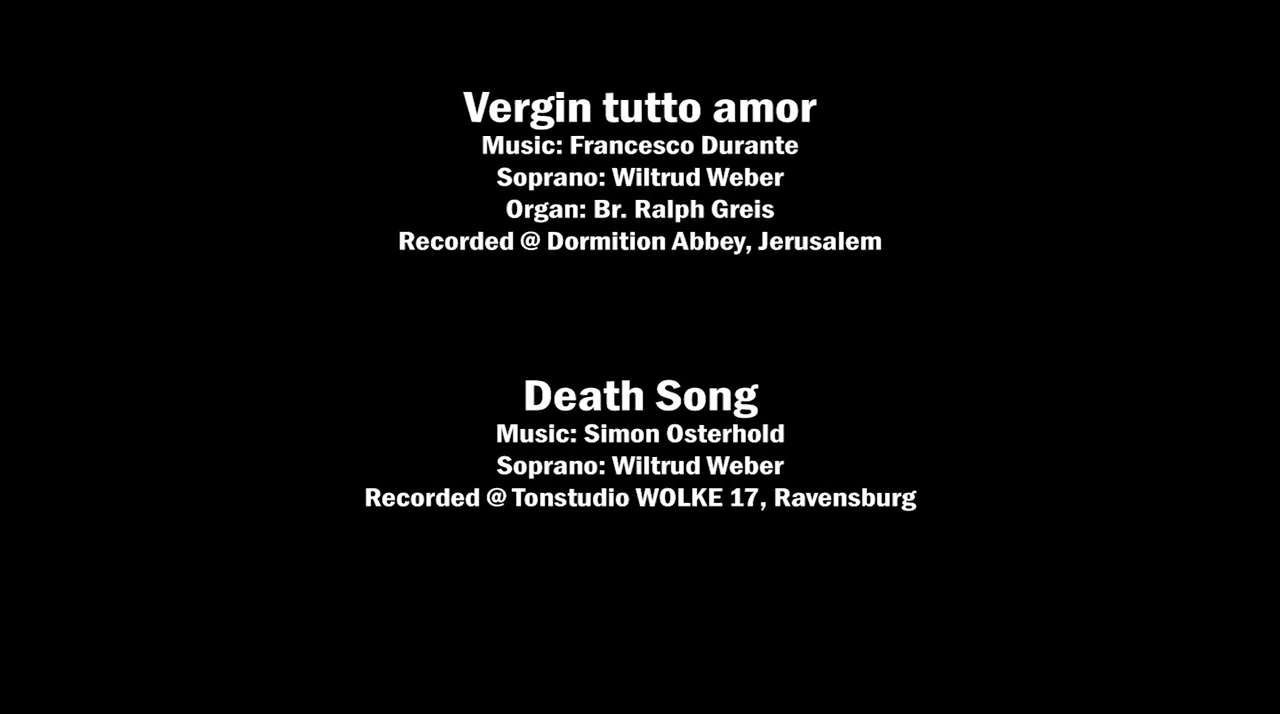 Vergin tutto amor
Music: Francesco Durante
Soprano: Wiltrud Weber
Organ: Br. Ralph Greis
Recorded @ Dormition Abbey, Jerusalem
Death Song
Music: Simon Osterhold
Soprano: Wiltrud Weber
Recorded @ Tonstudio WOLKE 17, Ravensburg